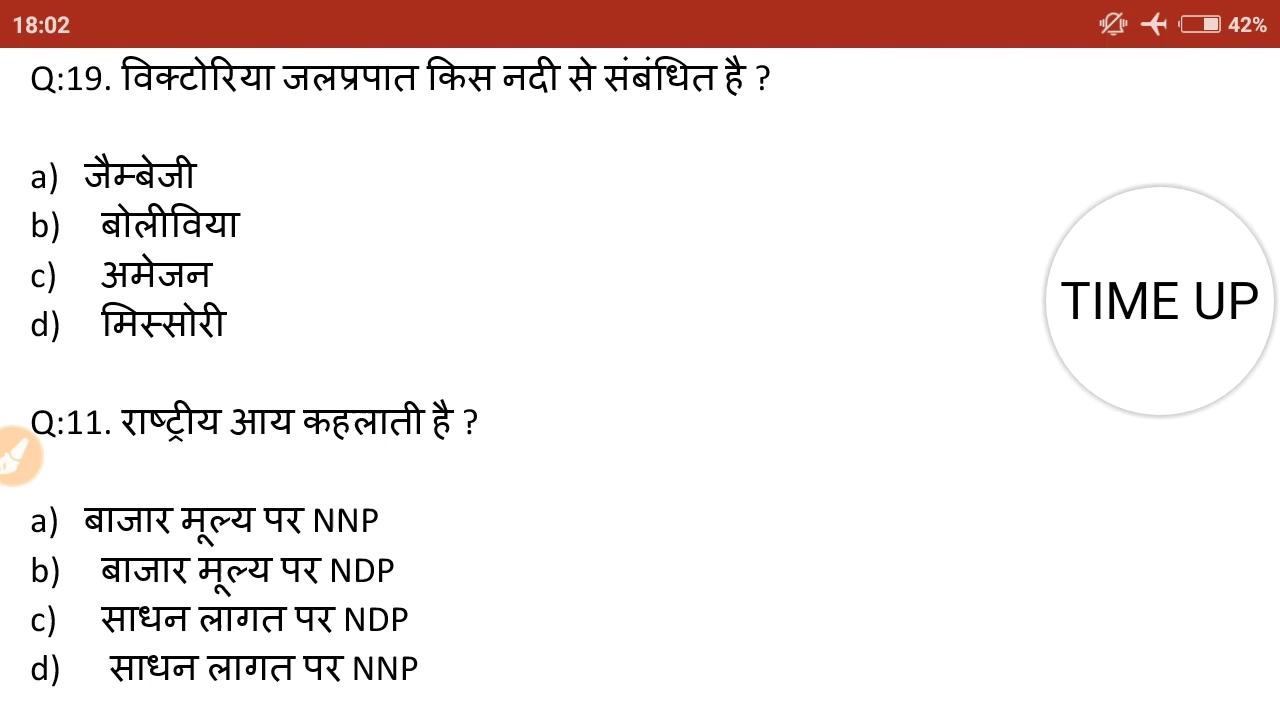 18:02
42%
Q:19. विक्टोरिया जलप्रपात किस नदी से संबंधित है ?
a) जैम्बेजी
b) बोलीविया
c) अमेजन
d) मिस्सोरी
TIME UP
Q:11. राष्ट्रीय आय कहलाती है ?
a) बाजार मूल्य पर NNP
b) बाजार मूल्य पर NDP
c) साधन लागत पर NDP
d) साधन लागत पर NNP